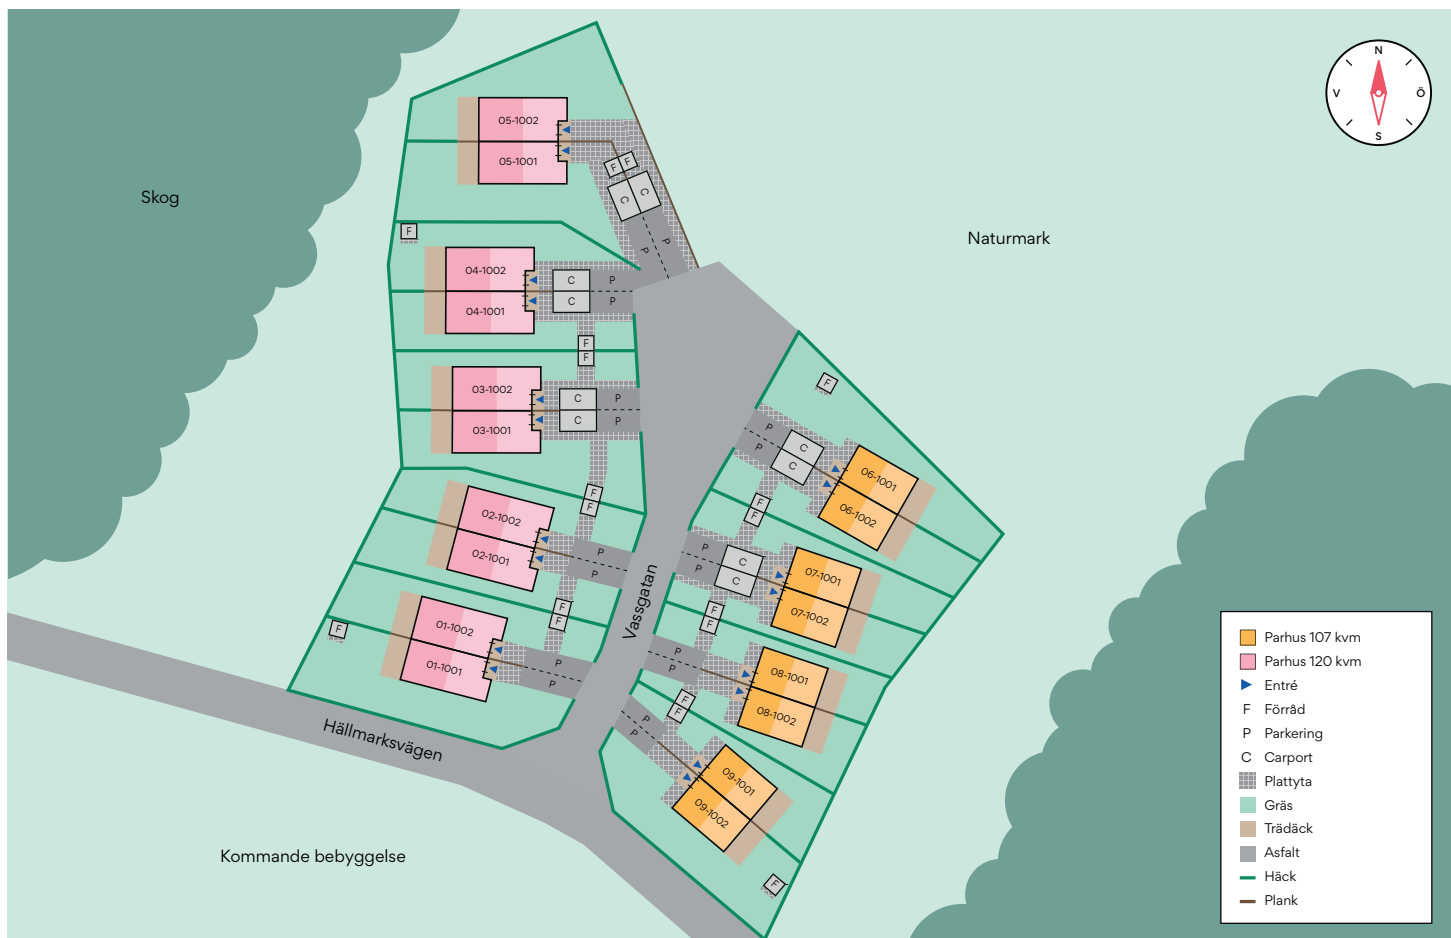 N
V
Ö
S
Skog
Naturmark
05-1002
05-1001
F
F
C
C
P
P
F
04-1002
04-1001
C
C
P
P
F
F
03-1002
03-1001
C
C
P
P
F
F
02-1002
02-1001
P
P
F
F
01-1002
01-1001
P
P
F
F
P
P
C
C
06-1001
06-1002
F
F
P
P
C
C
07-1001
07-1002
F
F
P
P
08-1001
08-1002
F
F
P
P
09-1001
09-1002
F
Vassgatan
Hällmarksvägen
Kommande bebyggelse
Parhus 107 kvm
Parhus 120 kvm
Entré
F Förråd
P Parkering
C Carport
Plattyta
Gräs
Trädäck
Asfalt
Häck
Plank